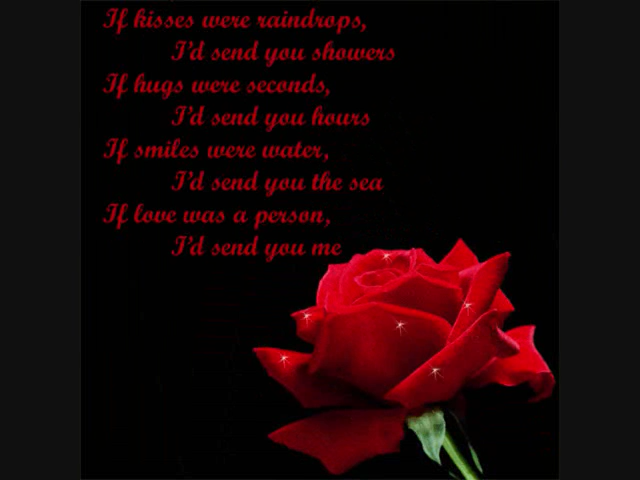 If kisses were raindrops,
I'd send you showers
If hugs were seconds,
I'd send you hours
If smiles were water,
I'd send you the sea
If love was a person,
I'd send you me